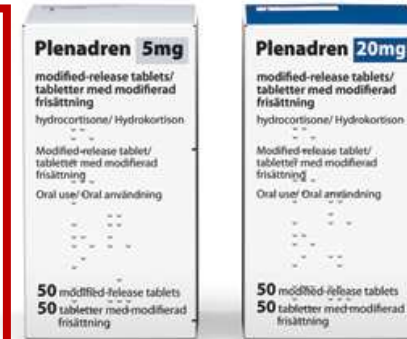 Plenadren 5mg
modified-release tablets/
tabletter med modifierad
frisättning
hydrocortisone/ Hydrokortison
Modified-release tablet/
tablett med modifierad
frisättning
Oral use/ Oral användning
50 modified-release tablets
50 tabletter med modifierad
frisättning
Plenadren 20mg
modified-release tablets/
tabletter med modifierad
frisättning
hydrocortisone/ Hydrokortison
Modified-release tablet/
tablett med modifierad
frisättning
Oral use/ Oral användning
50 modified-release tablets
50 tabletter med modifierad
frisättning